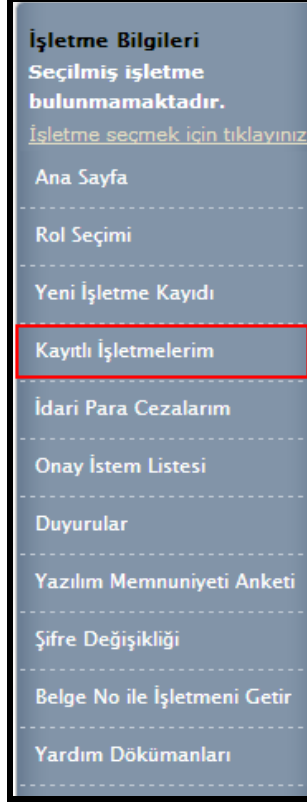 İşletme Bilgileri
Seçilmiş işletme
bulunmamaktadır.
İşletme seçmek için tıklayınız
Ana Sayfa
Rol Seçimi
Yeni İşletme Kayıdı
Kayıtlı İşletmelerim
İdari Para Cezalarım
Onay İstem Listesi
Duyurular
Yazılım Memnuniyeti Anketi
Şifre Değişikliği
Belge No ile İşletmeni Getir
Yardım Dökümanları